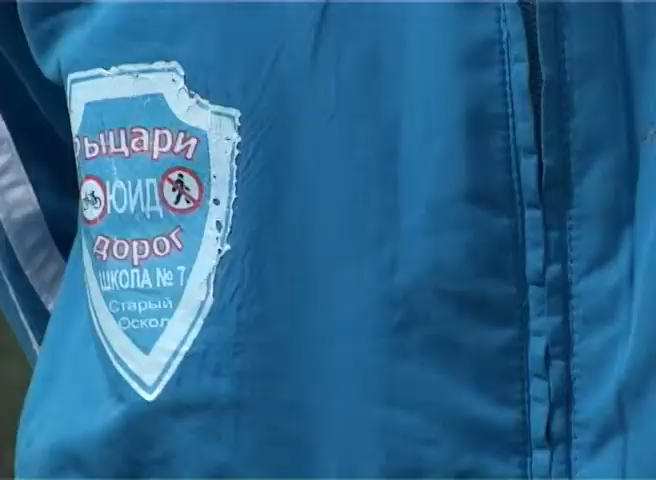 Рыцари
ЮИД
дорог
ШКОЛА № 7
Старый
Оскол